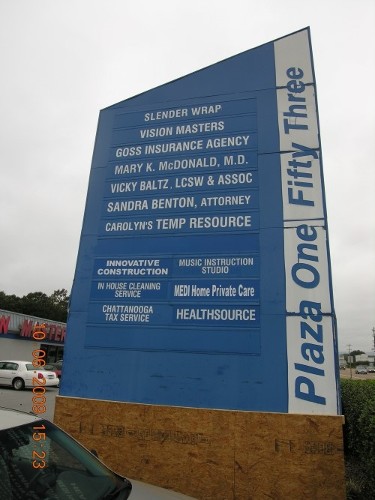 SLENDER WRAP
VISION MASTERS
GOSS INSURANCE AGENCY
MARY K. McDONALD, M.D.
VICKY BALTZ, LCSW & ASSOC
SANDRA BENTON, ATTORNEY
CAROLYN'S TEMP RESOURCE
INNOVATIVE
CONSTRUCTION
MUSIC INSTRUCTION
STUDIO
IN HOUSE CLEANING
SERVICE
MEDI Home Private Care
CHATTANOOGA
TAX SERVICE
HEALTHSOURCE
Plaza One Fifty Three
10 06 2009 15 23